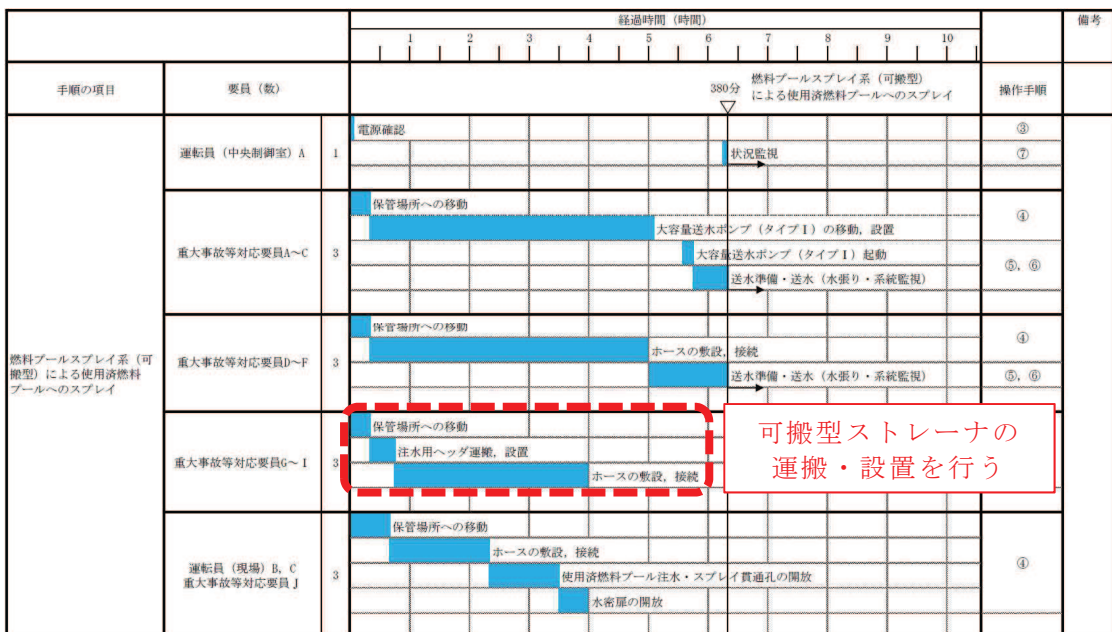 経過時間（時間）
備考
1 2 3 4 5 6 7 8 9 10
手順の項目
要員（数）
380分
燃料プールスプレイ系（可搬型）
による使用済燃料プールへのスプレイ
操作手順
燃料プールスプレイ系（可
搬型）による使用済燃料
プールへのスプレイ
運転員（中央制御室）A
1
電源確認
③
状況監視
⑦
重大事故等対応要員A～C
3
保管場所への移動
大容量送水ポンプ（タイプⅠ）の移動，設置
④
大容量送水ポンプ（タイプⅠ）起動
送水準備・送水（水張り・系統監視）
⑤，⑥
重大事故等対応要員D～F
3
保管場所への移動
ホースの敷設，接続
④
送水準備・送水（水張り・系統監視）
⑤，⑥
重大事故等対応要員G～I
3
保管場所への移動
注水用ヘッダ運搬，設置
ホースの敷設，接続
可搬型ストレーナの
運搬・設置を行う
運転員（現場）B，C
重大事故等対応要員J
3
保管場所への移動
ホースの敷設，接続
使用済燃料プール注水・スプレイ貫通孔の開放
水密扉の開放
④